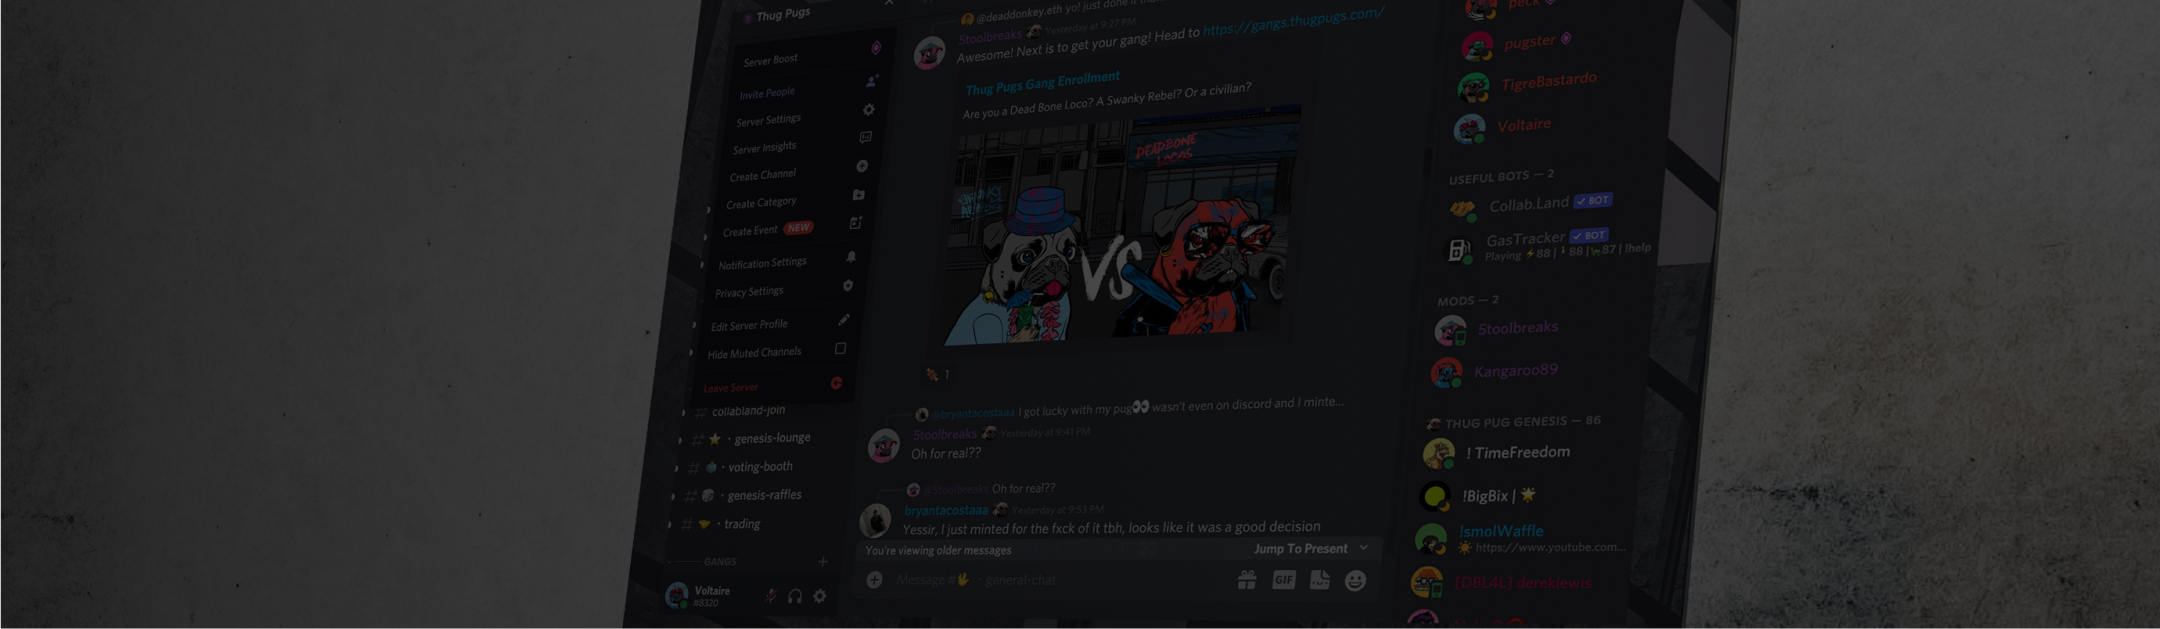 Thug Pugs
Server Boost
Invite People
Server Settings
Server Insights
Create Channel
Create Category
Create Event NEW
Notification Settings
Privacy Settings
Edit Server Profile
Hide Muted Channels
Leave Server
collabland-join
genesis-lounge
voting-booth
genesis-raffles
trading
GANGS
Voltaire
#8320
@deaddonkey.eth yo! just done it
5toolbreaks Yesterday at 9:27 PM
Awesome! Next is to get your gang! Head to https://gangs.thugpugs.com/
Thug Pugs Gang Enrollment
Are you a Dead Bone Loco? A Swanky Rebel? Or a civilian?
DEADBONE
LOCOS
VS
1
@bryantacostaaa I got lucky with my pug👀 wasn't even on discord and I minte...
5toolbreaks Yesterday at 9:41 PM
Oh for real??
@5toolbreaks Oh for real??
bryantacostaaa Yesterday at 9:53 PM
Yessir, I just minted for the fxck of it tbh, looks like it was a good decision
You're viewing older messages Jump To Present
Message #🖖・general-chat GIF
peck
pugster
TigreBastardo
Voltaire
USEFUL BOTS — 2
Collab.Land ✓ BOT
GasTracker ✓ BOT
Playing ⚡88 | 🚶88 |🐢87 | !help
MODS — 2
5toolbreaks
Kangaroo89
THUG PUG GENESIS — 86
! TimeFreedom
!BigBix | 🌟
!smolWaffle
https://www.youtube.com...
[D8L4L] dereklewis